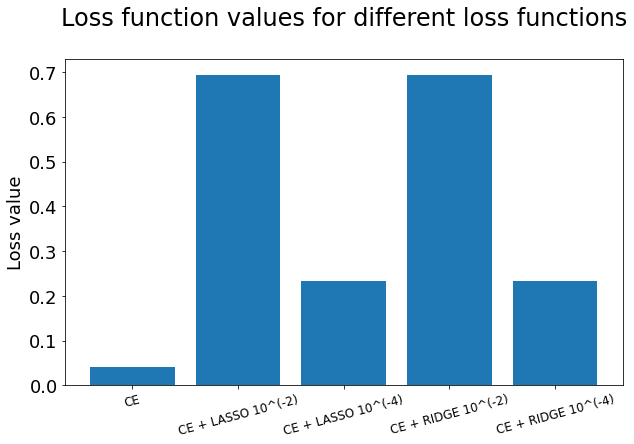 Loss function values for different loss functions
0.7
0.6
0.5
0.4
0.3
0.2
0.1
0.0
Loss value
CE
CE + LASSO 10^(-2)
CE + LASSO 10^(-4)
CE + RIDGE 10^(-2)
CE + RIDGE 10^(-4)